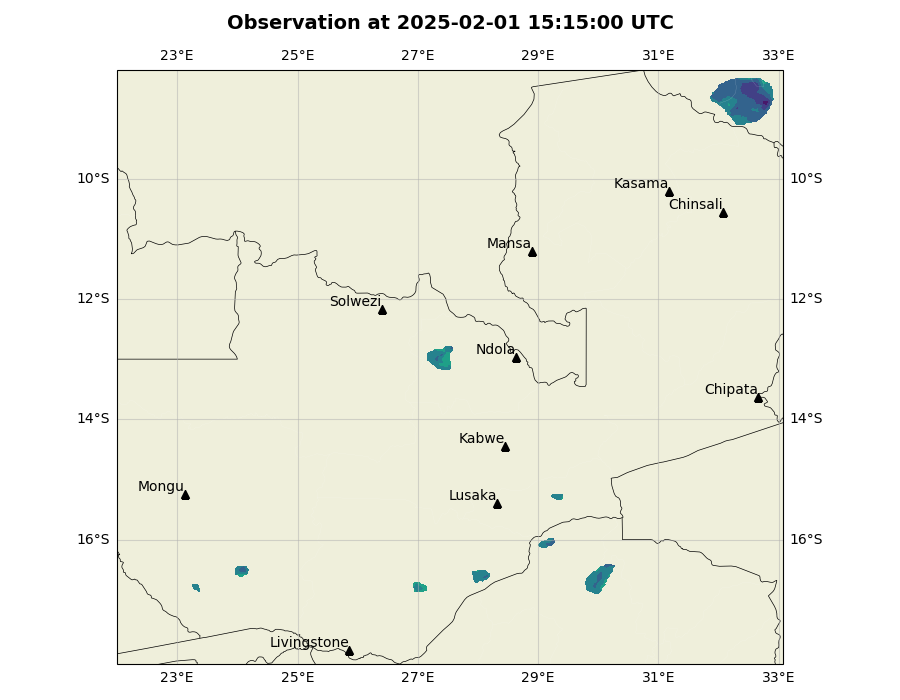 Observation at 2025-02-01 15:15:00 UTC
23°E 25°E 27°E 29°E 31°E 33°E
10°S 10°S
Kasama
Chinsali
Mansa
12°S 12°S
Solwezi
Ndola
Chipata
14°S 14°S
Kabwe
Mongu
Lusaka
16°S 16°S
Livingstone
23°E 25°E 27°E 29°E 31°E 33°E